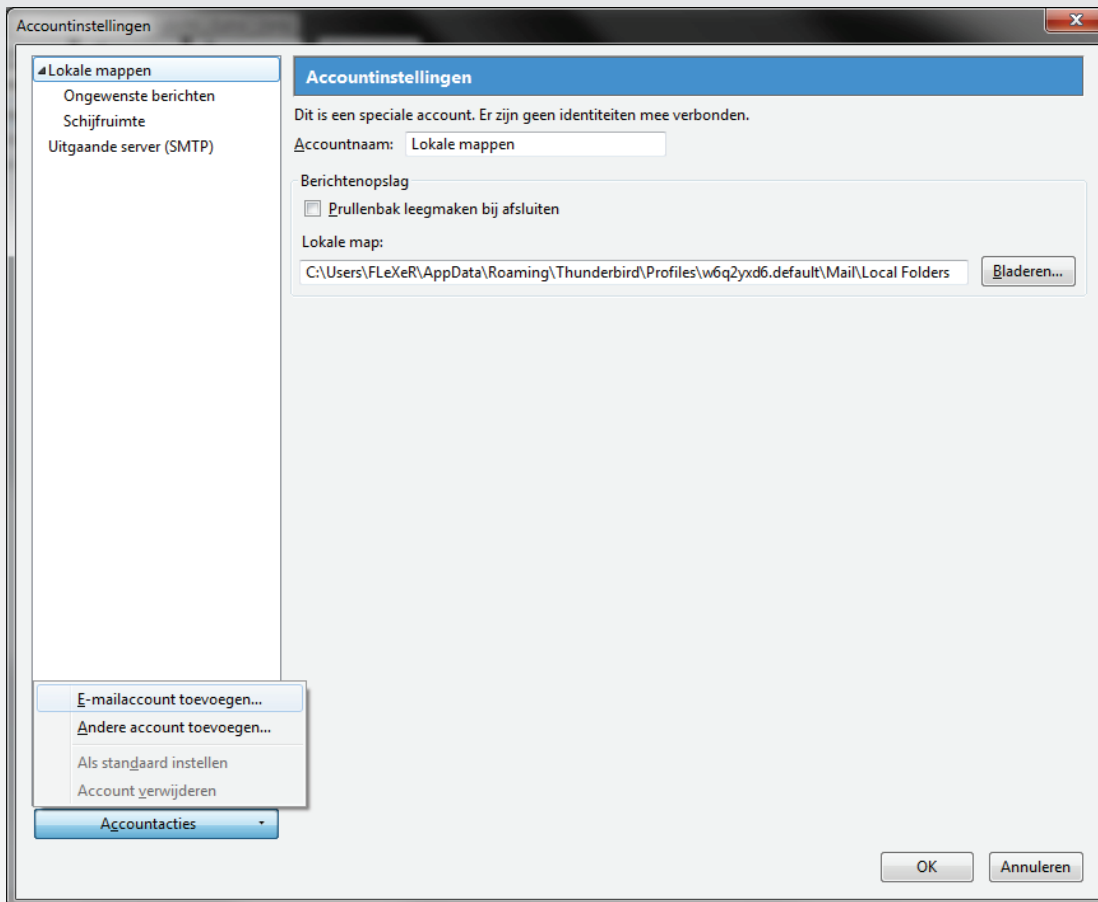 Accountinstellingen
Lokale mappen
Ongewenste berichten
Schijfruimte
Uitgaande server (SMTP)
Accountinstellingen
Dit is een speciale account. Er zijn geen identiteiten mee verbonden.
Accountnaam: Lokale mappen
Berichtenopslag
Prullenbak leegmaken bij afsluiten
Lokale map:
C:\Users\FLeXeR\AppData\Roaming\Thunderbird\Profiles\w6q2yxd6.default\Mail\Local Folders Bladeren...
E-mailaccount toevoegen...
Andere account toevoegen...
Als standaard instellen
Account verwijderen
Accountacties
OK Annuleren